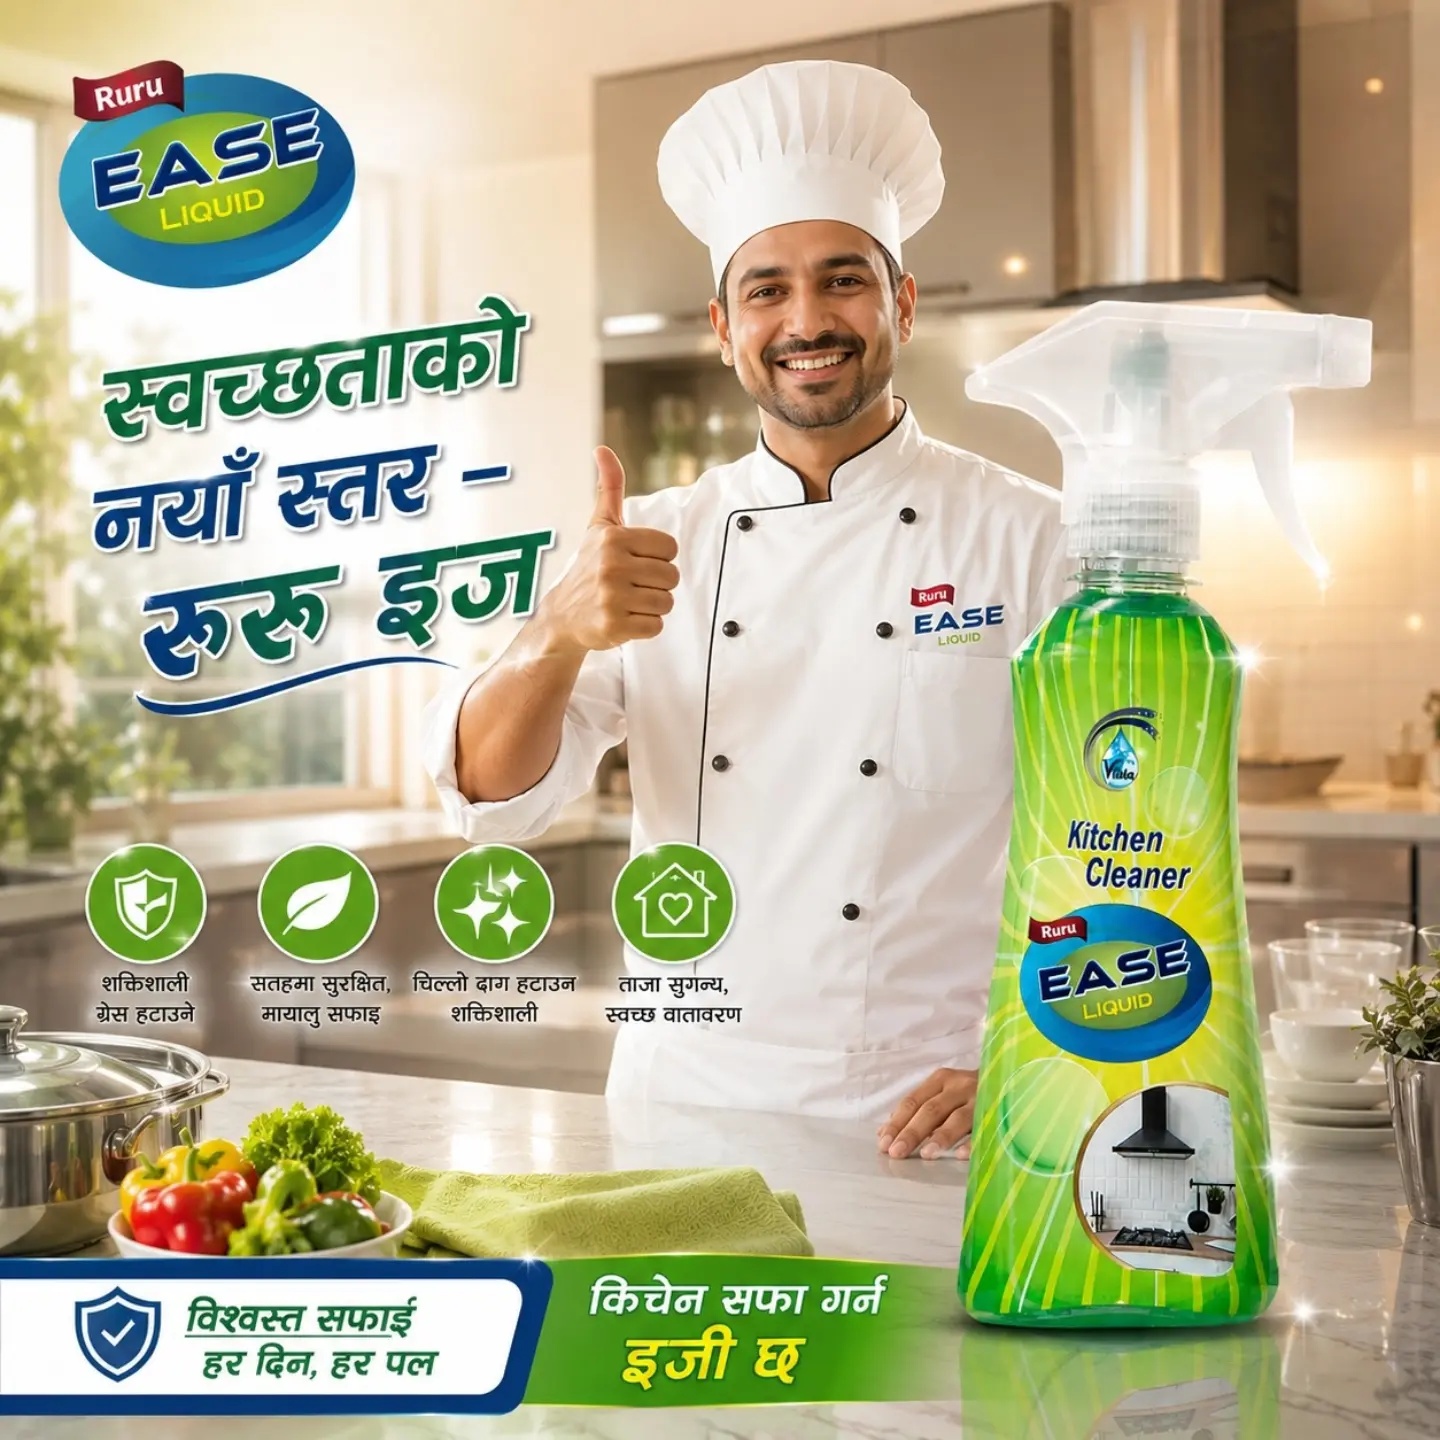 Ruru
EASE
LIQUID
स्वच्छताको
नयाँ स्तर –
रुरू इज
Ruru
EASE
LIQUID
Viola
Kitchen
Cleaner
Ruru
EASE
LIQUID
शक्तिशाली
ग्रेस हटाउने
सतहमा सुरक्षित,
मायालु सफाइ
चिल्लो दाग हटाउन
शक्तिशाली
ताजा सुगन्य,
स्वच्छ वातावरण
विश्वस्त सफाई
हर दिन, हर पल
किचेन सफा गर्न
इजी छ